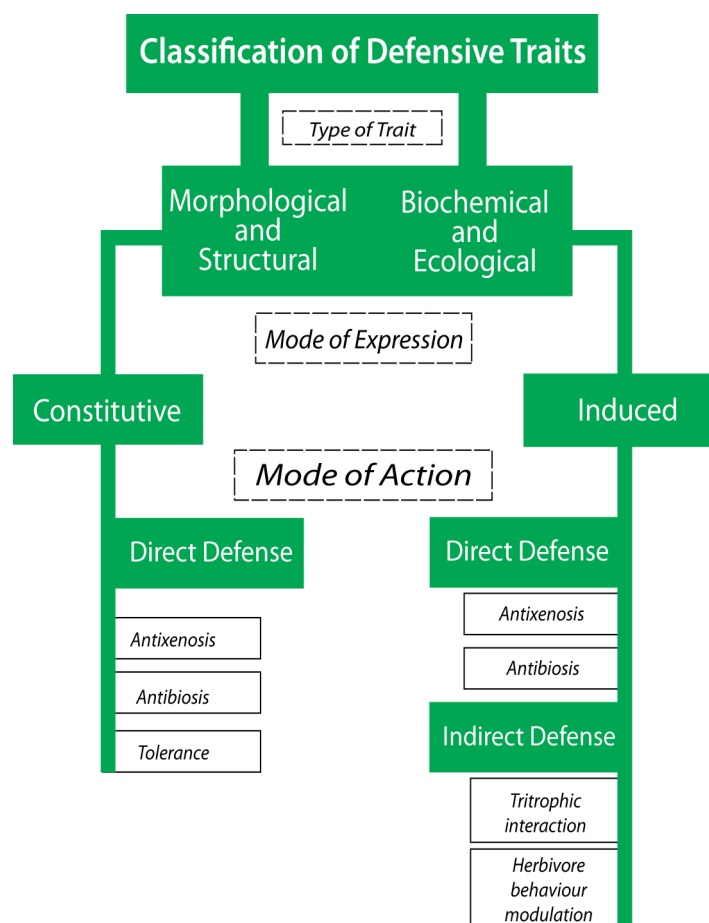 Classification of Defensive Traits
Type of Trait
Morphological
and
Structural
Biochemical
and
Ecological
Mode of Expression
Constitutive
Induced
Mode of Action
Direct Defense
Antixenosis
Antibiosis
Tolerance
Direct Defense
Antixenosis
Antibiosis
Indirect Defense
Tritrophic
interaction
Herbivore
behaviour
modulation